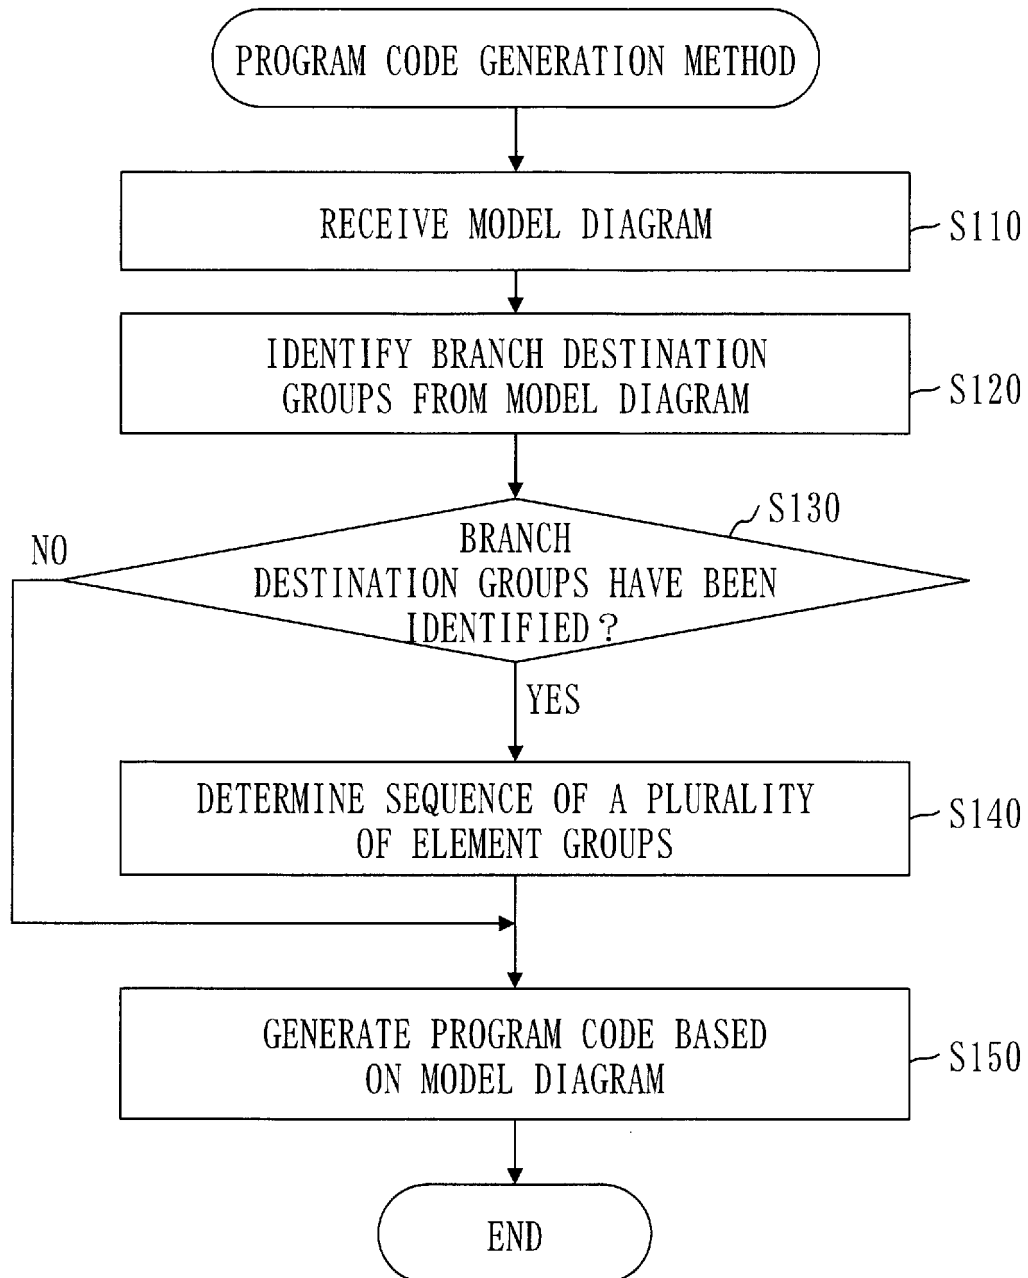 PROGRAM CODE GENERATION METHOD
RECEIVE MODEL DIAGRAM
S110
IDENTIFY BRANCH DESTINATION
GROUPS FROM MODEL DIAGRAM
S120
S130
NO
BRANCH
DESTINATION GROUPS HAVE BEEN
IDENTIFIED?
YES
DETERMINE SEQUENCE OF A PLURALITY
OF ELEMENT GROUPS
S140
GENERATE PROGRAM CODE BASED
ON MODEL DIAGRAM
S150
END